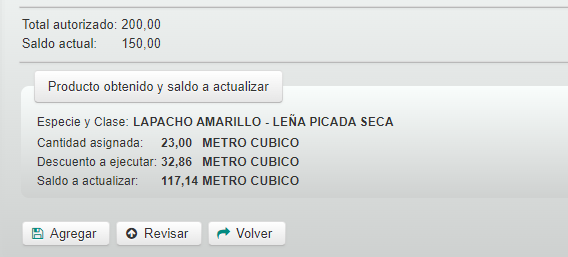 Total autorizado: 200,00
Saldo actual: 150,00
Producto obtenido y saldo a actualizar
Especie y Clase: LAPACHO AMARILLO - LEÑA PICADA SECA
Cantidad asignada: 23,00 METRO CUBICO
Descuento a ejecutar: 32,86 METRO CUBICO
Saldo a actualizar: 117,14 METRO CUBICO
Agregar Revisar Volver